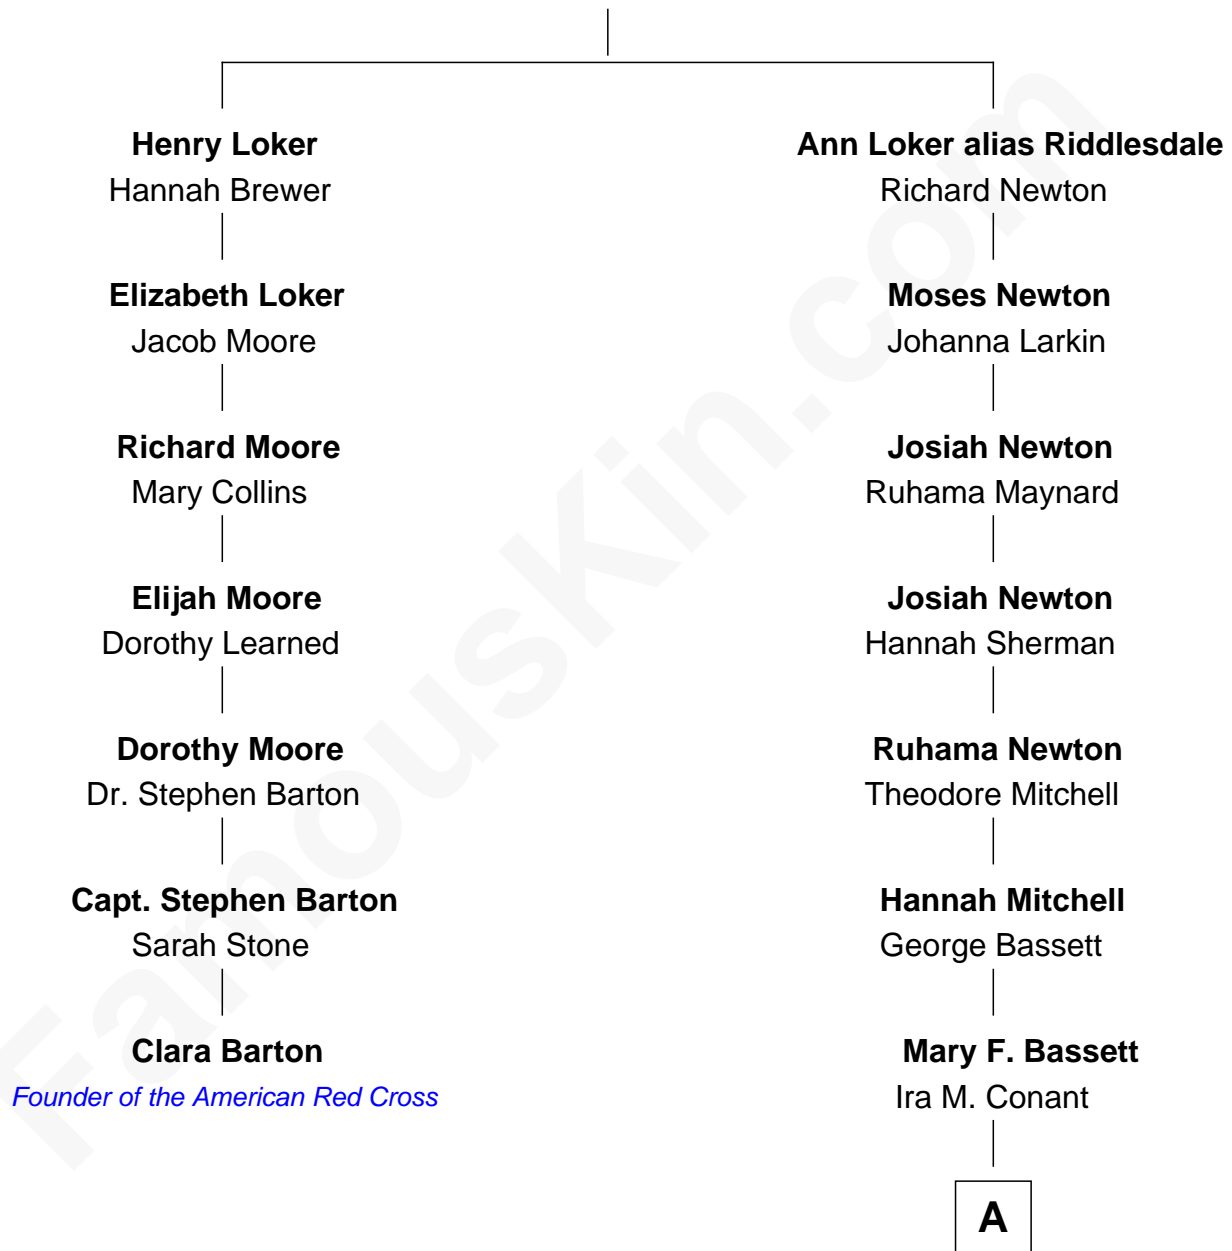 Henry Loker
Hannah Brewer
Elizabeth Loker
Jacob Moore
Richard Moore
Mary Collins
Elijah Moore
Dorothy Learned
Dorothy Moore
Dr. Stephen Barton
Capt. Stephen Barton
Sarah Stone
Clara Barton
Founder of the American Red Cross
Ann Loker alias Riddlesdale
Richard Newton
Moses Newton
Johanna Larkin
Josiah Newton
Ruhama Maynard
Josiah Newton
Hannah Sherman
Ruhama Newton
Theodore Mitchell
Hannah Mitchell
George Bassett
Mary F. Bassett
Ira M. Conant
A
FamousKin.com